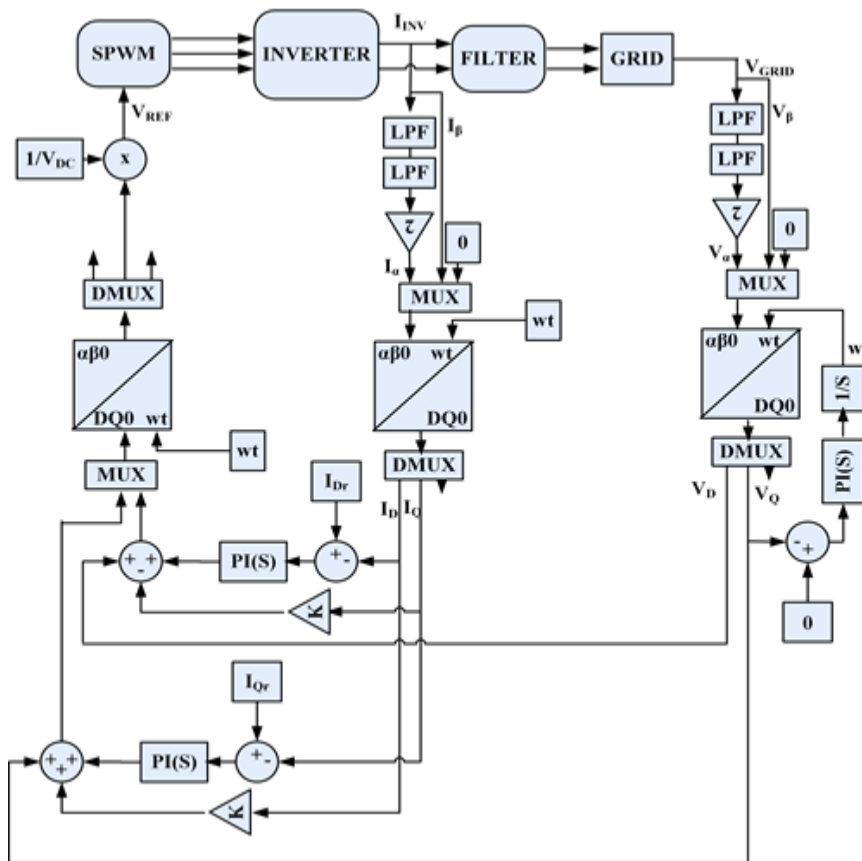 I_INV
SPWM
INVERTER
FILTER
GRID
V_GRID
V_REF
LPF
I_β
LPF
V_β
1/V_DC
x
LPF
LPF
τ
τ
0
0
I_α
V_α
DMUX
MUX
MUX
wt
αβ0
αβ0 wt
αβ0 wt
w
1/S
DQ0 wt
DQ0
DQ0
wt
MUX
DMUX
DMUX
PI(S)
I_Dr
I_D I_Q
V_D
V_Q
+ +
-
PI(S)
+ -
- +
K
0
I_Qr
+ +
+
PI(S)
+ -
K